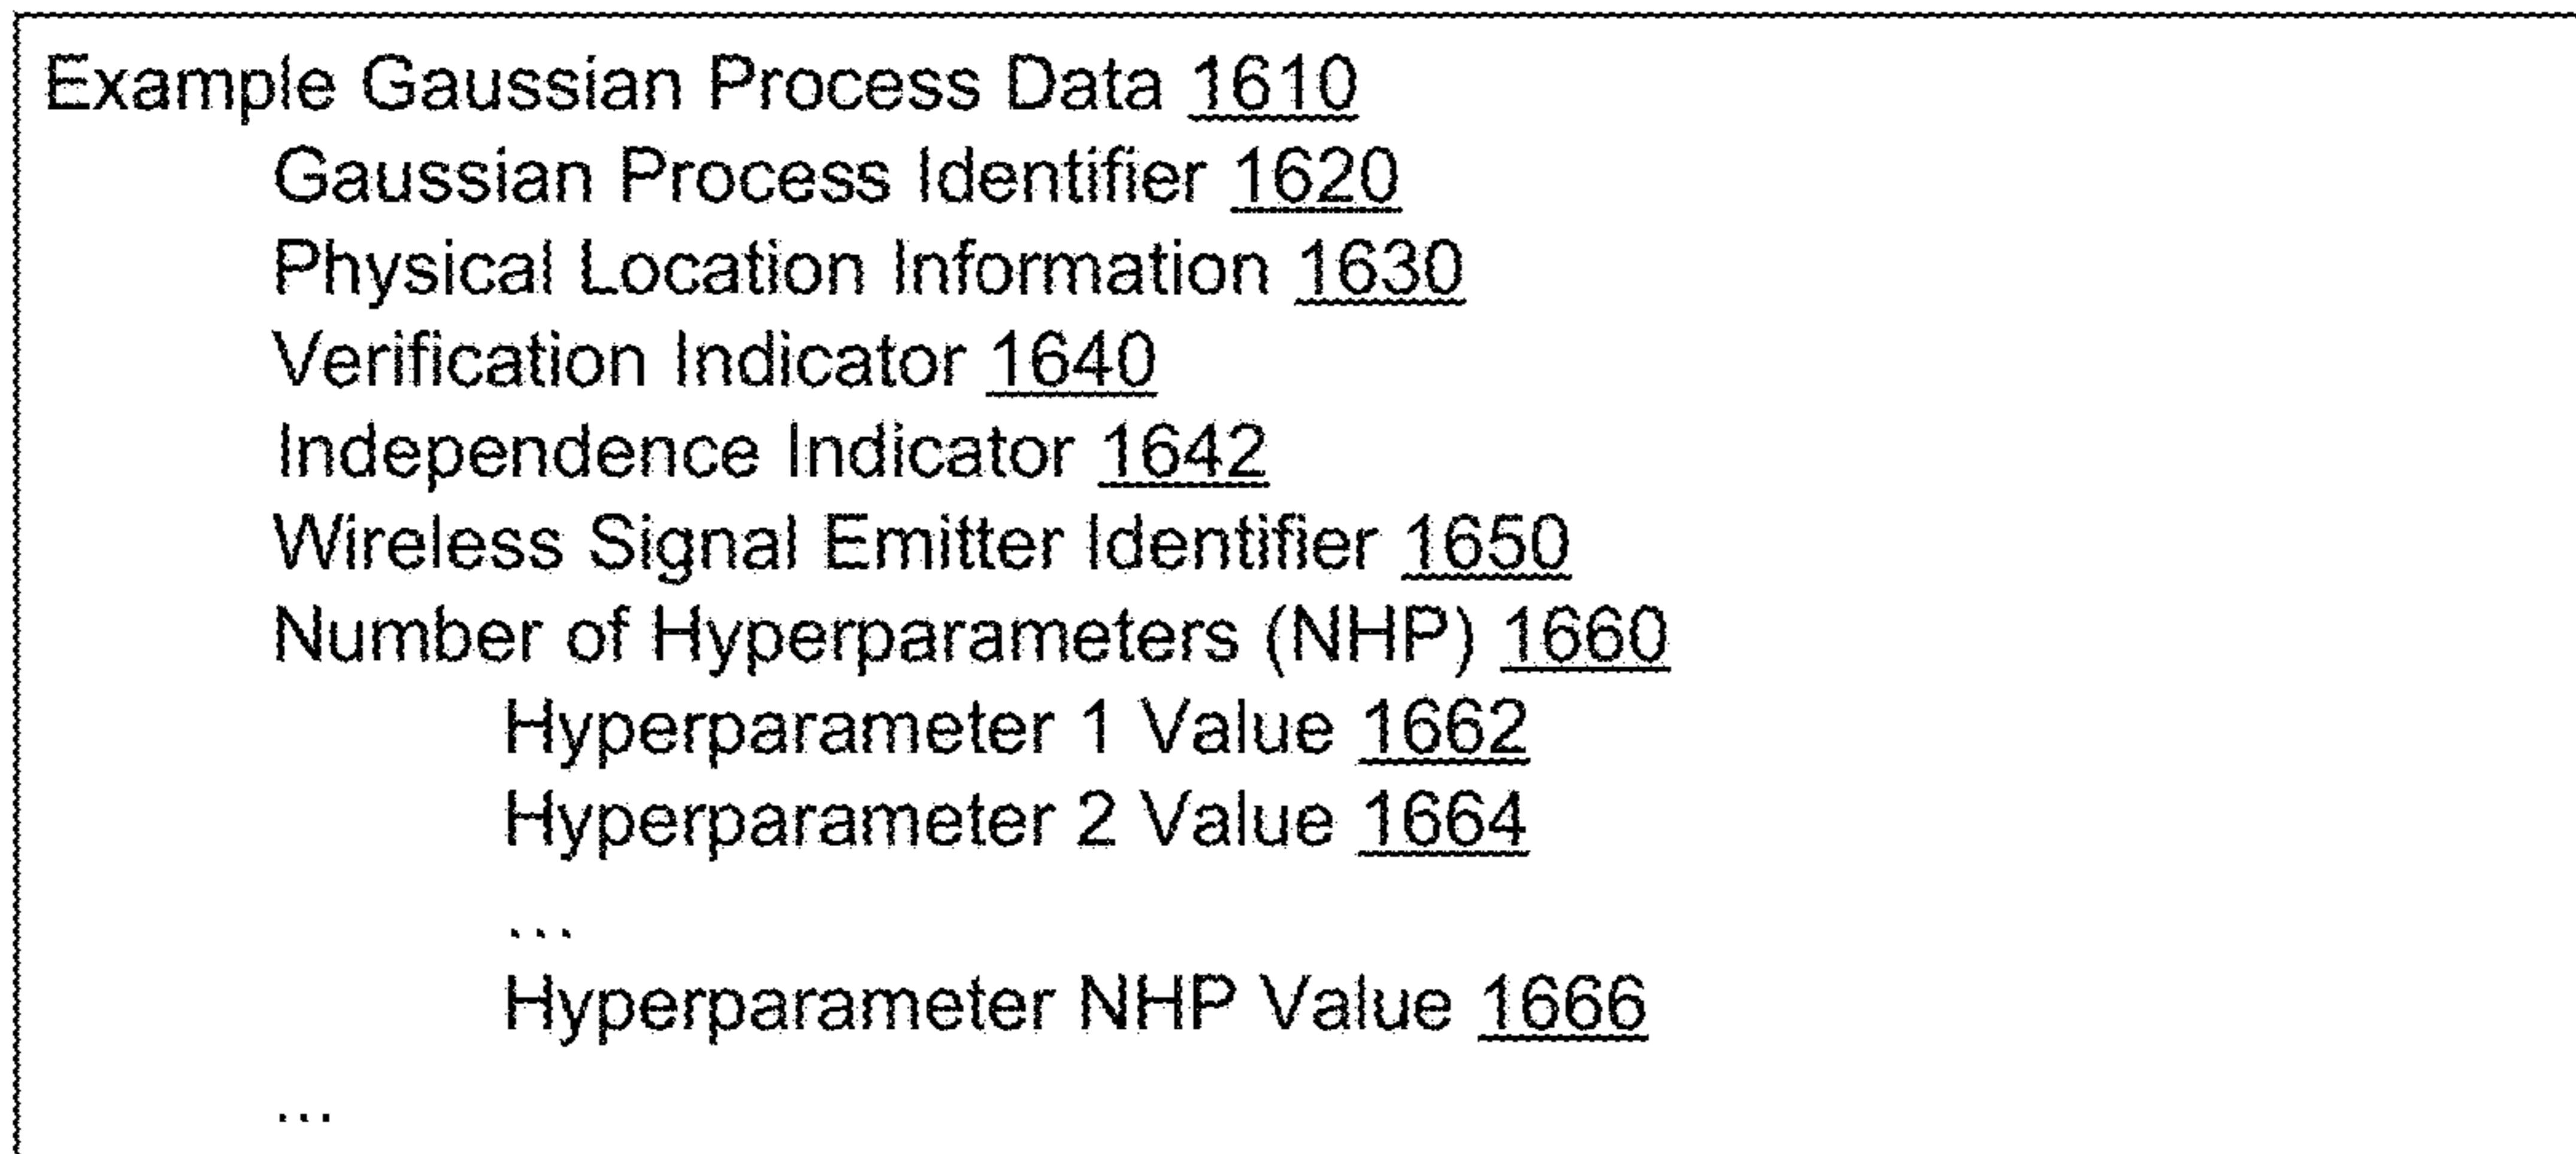 Example Gaussian Process Data 1610
Gaussian Process Identifier 1620
Physical Location Information 1630
Verification Indicator 1640
Independence Indicator 1642
Wireless Signal Emitter Identifier 1650
Number of Hyperparameters (NHP) 1660
Hyperparameter 1 Value 1662
Hyperparameter 2 Value 1664
...
Hyperparameter NHP Value 1666
...